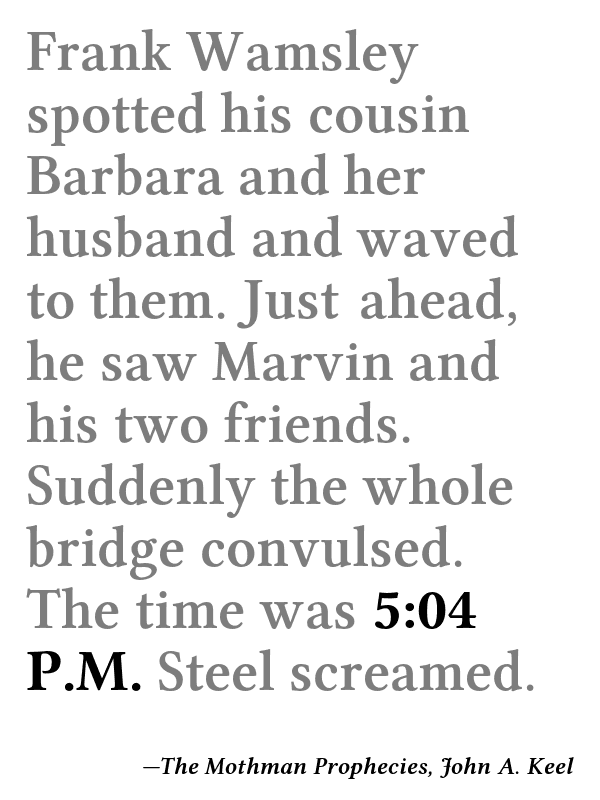 Frank Wamsley
spotted his cousin
Barbara and her
husband and waved
to them. Just ahead,
he saw Marvin and
his two friends.
Suddenly the whole
bridge convulsed.
The time was 5:04
P.M. Steel screamed.
—The Mothman Prophecies, John A. Keel